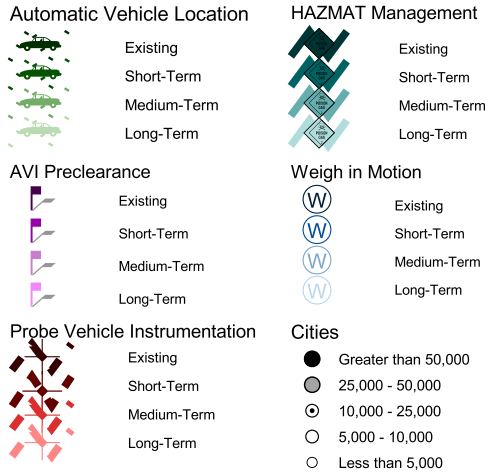 Automatic Vehicle Location
Existing
Short-Term
Medium-Term
Long-Term
HAZMAT Management
Existing
Short-Term
Medium-Term
Long-Term
AVI Preclearance
Existing
Short-Term
Medium-Term
Long-Term
Weigh in Motion
W Existing
W Short-Term
W Medium-Term
W Long-Term
Probe Vehicle Instrumentation
Existing
Short-Term
Medium-Term
Long-Term
Cities
Greater than 50,000
25,000 - 50,000
10,000 - 25,000
5,000 - 10,000
Less than 5,000